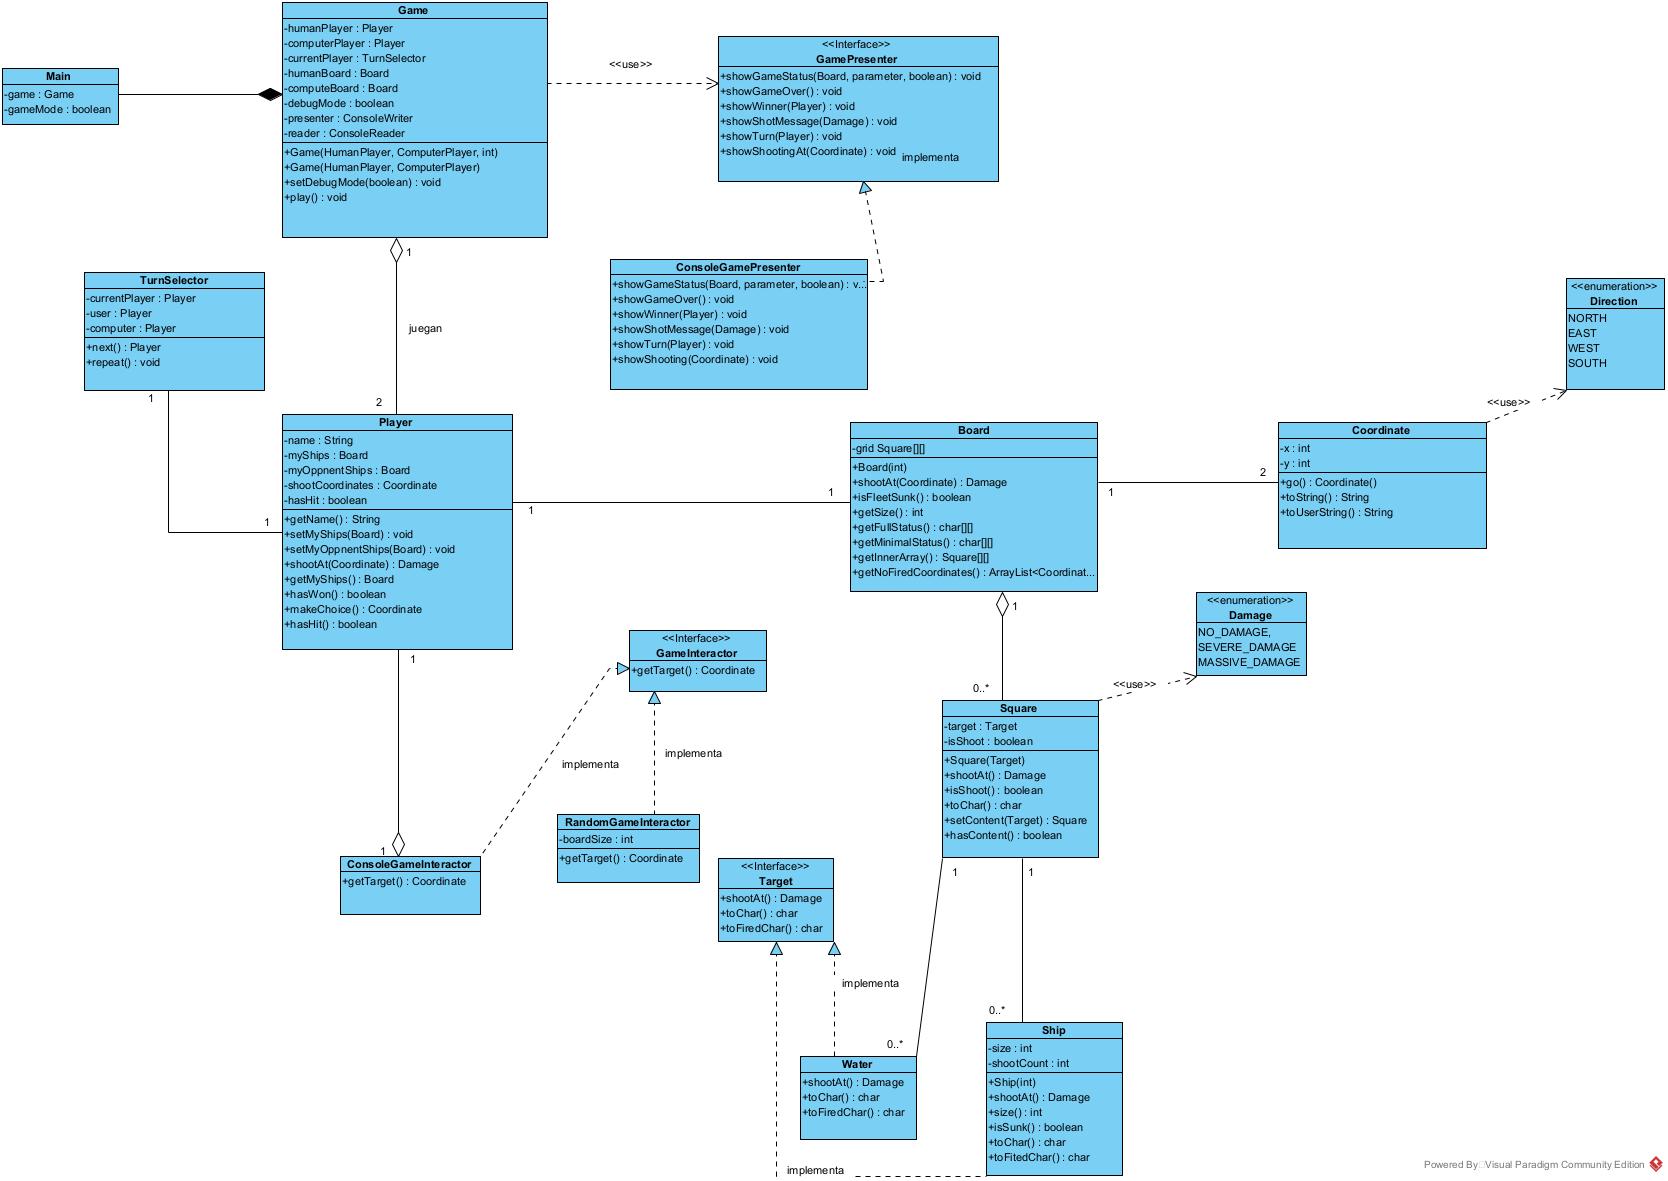 Main
-game : Game
-gameMode : boolean
Game
-humanPlayer : Player
-computerPlayer : Player
-currentPlayer : TurnSelector
-humanBoard : Board
-computeBoard : Board
-debugMode : boolean
-presenter : ConsoleWriter
-reader : ConsoleReader
+Game(HumanPlayer, ComputerPlayer, int)
+Game(HumanPlayer, ComputerPlayer)
+setDebugMode(boolean) : void
+play() : void
<<use>>
<<Interface>>
GamePresenter
+showGameStatus(Board, parameter, boolean) : void
+showGameOver() : void
+showWinner(Player) : void
+showShotMessage(Damage) : void
+showTurn(Player) : void
+showShootingAt(Coordinate) : void
implementa
1
juegan
2
ConsoleGamePresenter
+showGameStatus(Board, parameter, boolean) : v...
+showGameOver() : void
+showWinner(Player) : void
+showShotMessage(Damage) : void
+showTurn(Player) : void
+showShooting(Coordinate) : void
TurnSelector
-currentPlayer : Player
-user : Player
-computer : Player
+next() : Player
+repeat() : void
1
1
Player
-name : String
-myShips : Board
-myOppnentShips : Board
-shootCoordinates : Coordinate
-hasHit : boolean
+getName() : String
+setMyShips(Board) : void
+setMyOppnentShips(Board) : void
+shootAt(Coordinate) : Damage
+getMyShips() : Board
+hasWon() : boolean
+makeChoice() : Coordinate
+hasHit() : boolean
1
1
Board
-grid Square[][]
+Board(int)
+shootAt(Coordinate) : Damage
+isFleetSunk() : boolean
+getSize() : int
+getFullStatus() : char[][]
+getMinimalStatus() : char[][]
+getInnerArray() : Square[][]
+getNoFiredCoordinates() : ArrayList<Coordinat...
1
2
Coordinate
-x : int
-y : int
+go() : Coordinate()
+toString() : String
+toUserString() : String
<<use>>
<<enumeration>>
Direction
NORTH
EAST
WEST
SOUTH
<<enumeration>>
Damage
NO_DAMAGE,
SEVERE_DAMAGE
MASSIVE_DAMAGE
<<use>>
1
0..*
Square
-target : Target
-isShoot : boolean
+Square(Target)
+shootAt() : Damage
+isShoot() : boolean
+toChar() : char
+setContent(Target) : Square
+hasContent() : boolean
<<Interface>>
GameInteractor
+getTarget() : Coordinate
implementa
implementa
1
1
ConsoleGameInteractor
+getTarget() : Coordinate
RandomGameInteractor
-boardSize : int
+getTarget() : Coordinate
<<Interface>>
Target
+shootAt() : Damage
+toChar() : char
+toFiredChar() : char
implementa
1
1
0..*
0..*
Water
+shootAt() : Damage
+toChar() : char
+toFiredChar() : char
Ship
-size : int
-shootCount : int
+Ship(int)
+shootAt() : Damage
+size() : int
+isSunk() : boolean
+toChar() : char
+toFitedChar() : char
implementa
Powered By Visual Paradigm Community Edition